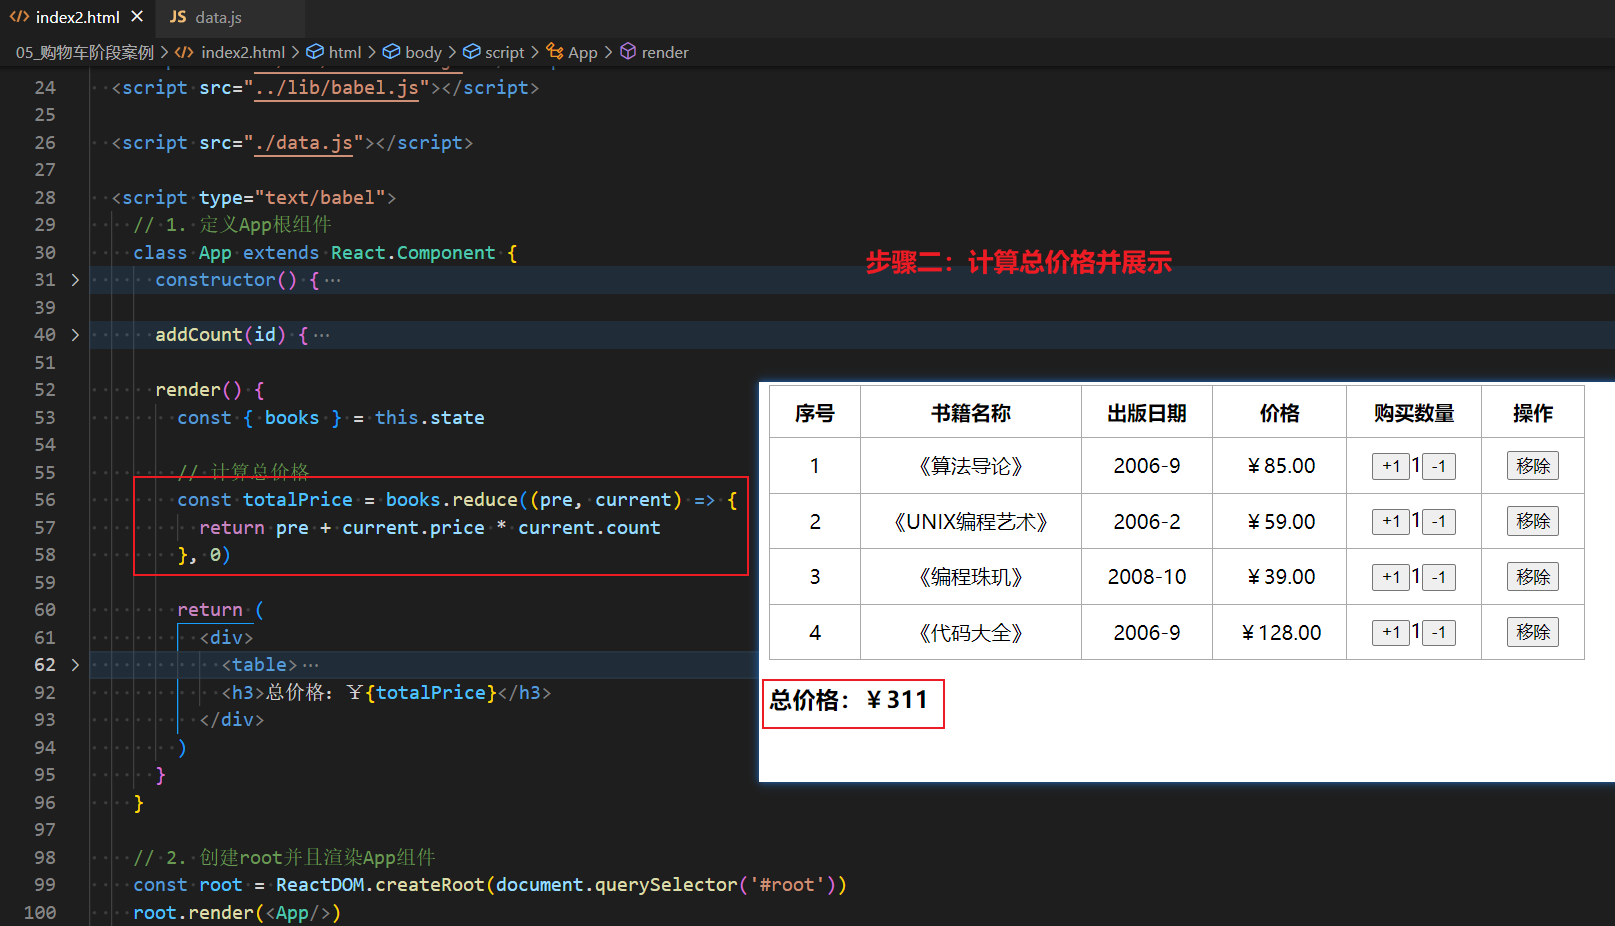 index2.html
JS data.js
05_购物车阶段案例 > index2.html > html > body > script > App > render
24 <script src="../lib/babel.js"></script>
25
26 <script src="./data.js"></script>
27
28 <script type="text/babel">
29 // 1. 定义App根组件
30 class App extends React.Component {
31 constructor() {…
39
40 addCount(id) {…
51
52 render() {
53 const { books } = this.state
54
55 // 计算总价格
56 const totalPrice = books.reduce((pre, current) => {
57 return pre + current.price * current.count
58 }, 0)
59
60 return (
61 <div>
62 <table>…
92 <h3>总价格: ￥{totalPrice}</h3>
93 </div>
94 )
95 }
96 }
97
98 // 2. 创建root并且渲染App组件
99 const root = ReactDOM.createRoot(document.querySelector('#root'))
100 root.render(<App/>)
步骤二：计算总价格并展示
序号 书籍名称 出版日期 价格 购买数量 操作
1 《算法导论》 2006-9 ￥85.00 +1 1 -1 移除
2 《UNIX编程艺术》 2006-2 ￥59.00 +1 1 -1 移除
3 《编程珠玑》 2008-10 ￥39.00 +1 1 -1 移除
4 《代码大全》 2006-9 ￥128.00 +1 1 -1 移除
总价格：￥311